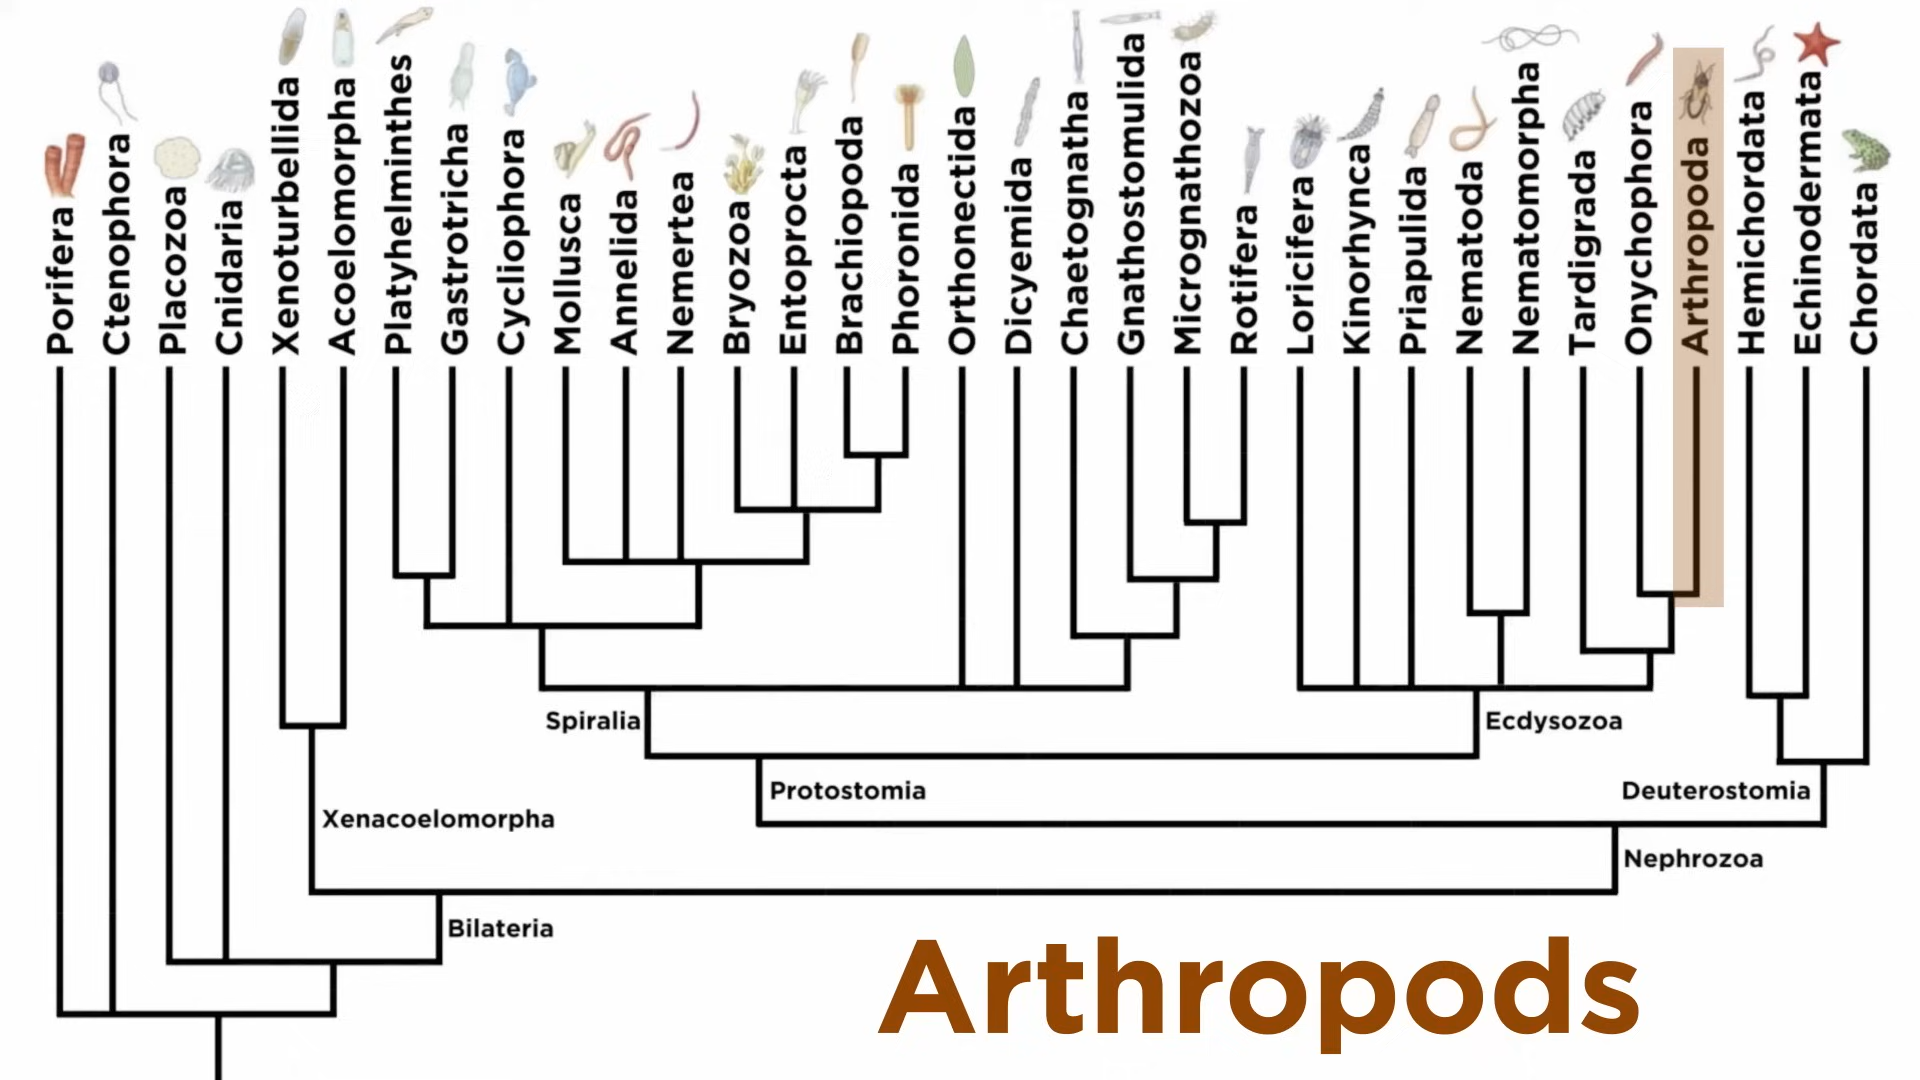 Porifera
Ctenophora
Placozoa
Cnidaria
Xenoturbellida
Acoelomorpha
Platyhelminthes
Gastrotricha
Cycliophora
Mollusca
Annelida
Nemertea
Bryozoa
Entoprocta
Brachiopoda
Phoronida
Orthonectida
Dicyemida
Chaetognatha
Gnathostomulida
Micrognathozoa
Rotifera
Loricifera
Kinorhynca
Priapulida
Nematoda
Nematomorpha
Tardigrada
Onychophora
Arthropoda
Hemichordata
Echinodermata
Chordata
Spiralia
Ecdysozoa
Protostomia
Deuterostomia
Xenacoelomorpha
Nephrozoa
Bilateria
Arthropods